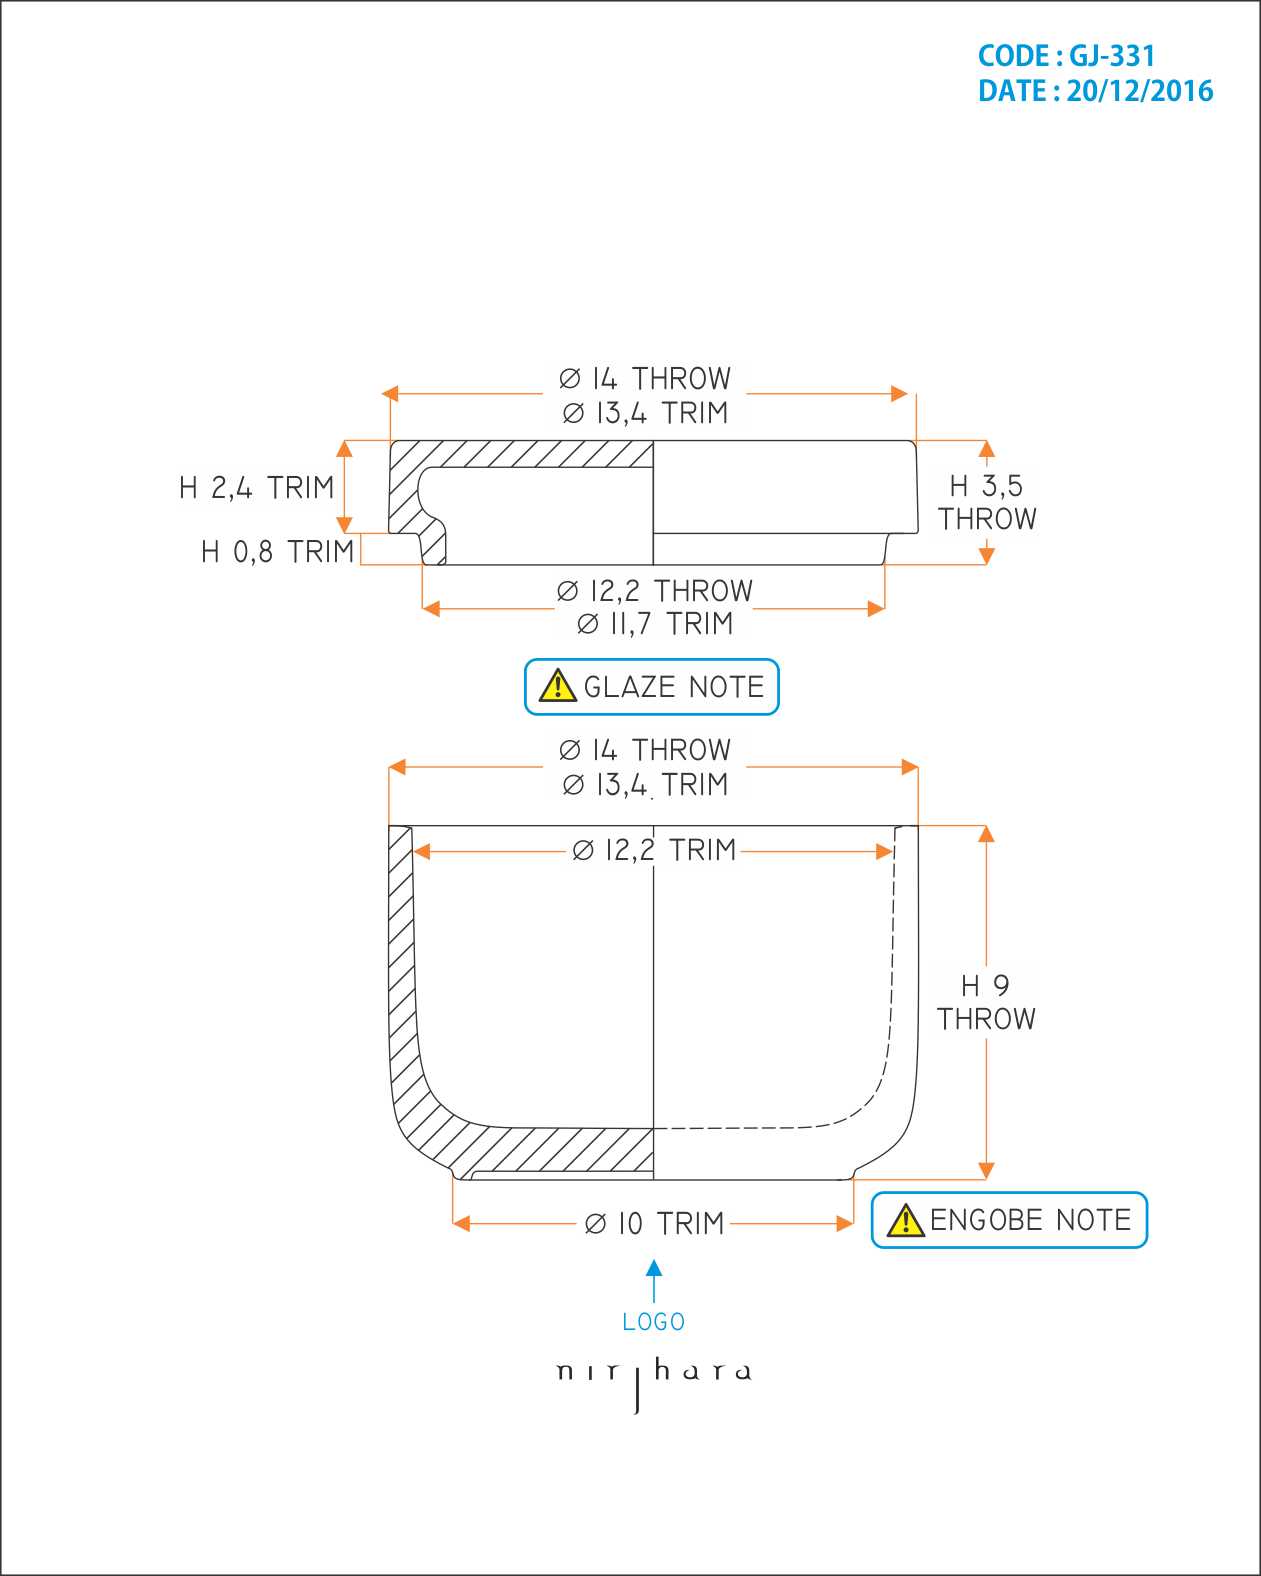 CODE : GJ-331
DATE : 20/12/2016
Ø 14 THROW
Ø 13,4 TRIM
H 2,4 TRIM
H 3,5
THROW
H 0,8 TRIM
Ø 12,2 THROW
Ø 11,7 TRIM
GLAZE NOTE
Ø 14 THROW
Ø 13,4 TRIM
Ø 12,2 TRIM
H 9
THROW
Ø 10 TRIM
ENGOBE NOTE
LOGO
nirjhara